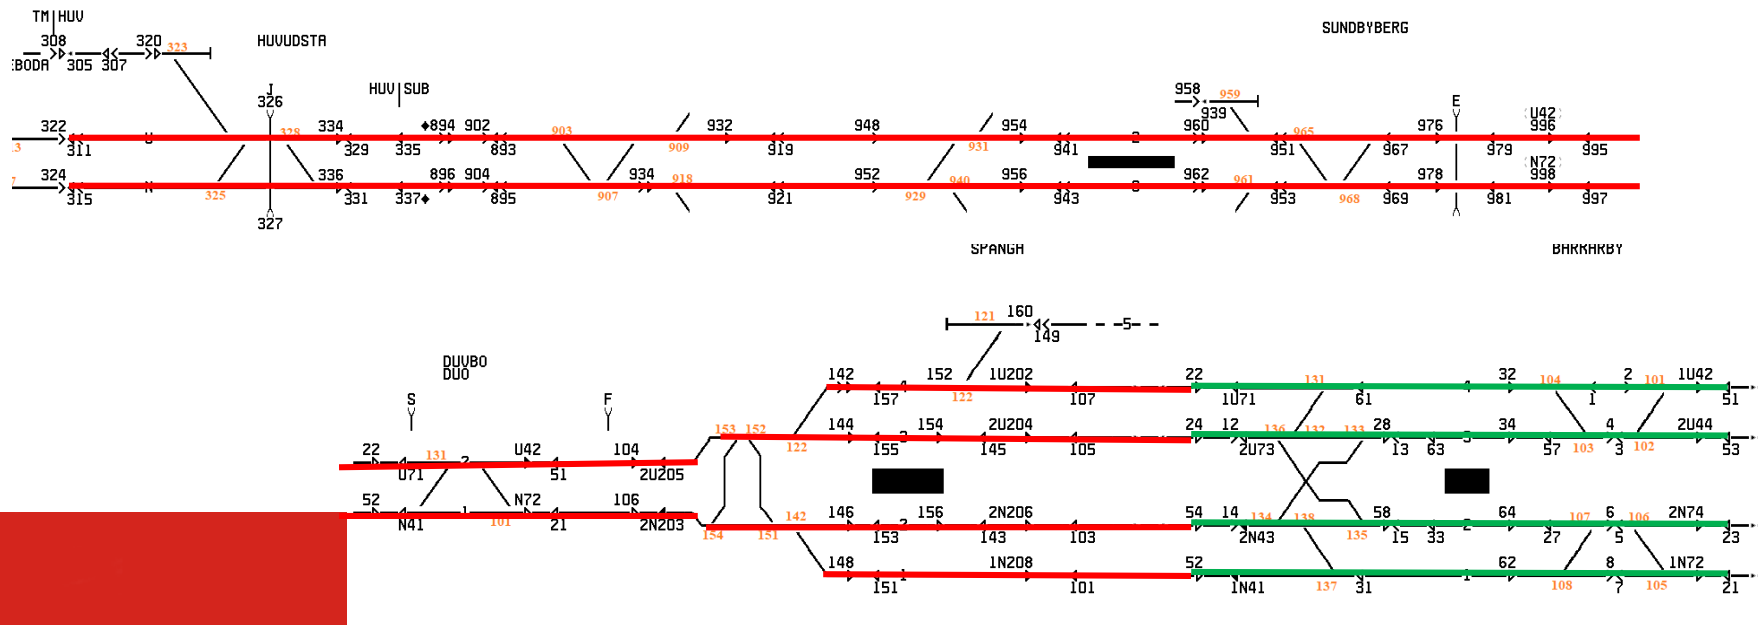 TM HUV
308 320 323
:BODA 305 307
HUVUDSTA
SUNDBYBERG
J
326
HUV SUB
958 959
939
E
U42
322 328 334 ♦894 902 903 932 948 954 960 965 976 996
311 329 335 893 909 919 931 941 951 967 979 995
N72
324 336 896 904 934 918 952 940 956 962 961 978 998
315 325 331 337♦ 895 907 921 929 943 953 968 969 981 997
327
SPANGA
BARKARBY
121 160
149
5
DUVBO
DUO
142 152 1U202 22 131 32 104 2 101 1U42
157 122 107 1U71 61 1 51
S F
153 152 144 154 2U204 24 12 136 132 133 28 34 4 2U44
122 155 145 105 2U73 13 63 57 103 3 102 53
22 131 2 U42 104
U71 51 2U205
52 1 N72 106
N41 101 21 2N203
142 146 156 2N206 54 14 134 138 58 64 107 6 106 2N74
154 151 153 2 143 103 2N43 135 15 33 2 27 5 23
148 1N208 52 62 8 1N72
151 1 101 1N41 137 31 1 108 7 105 21